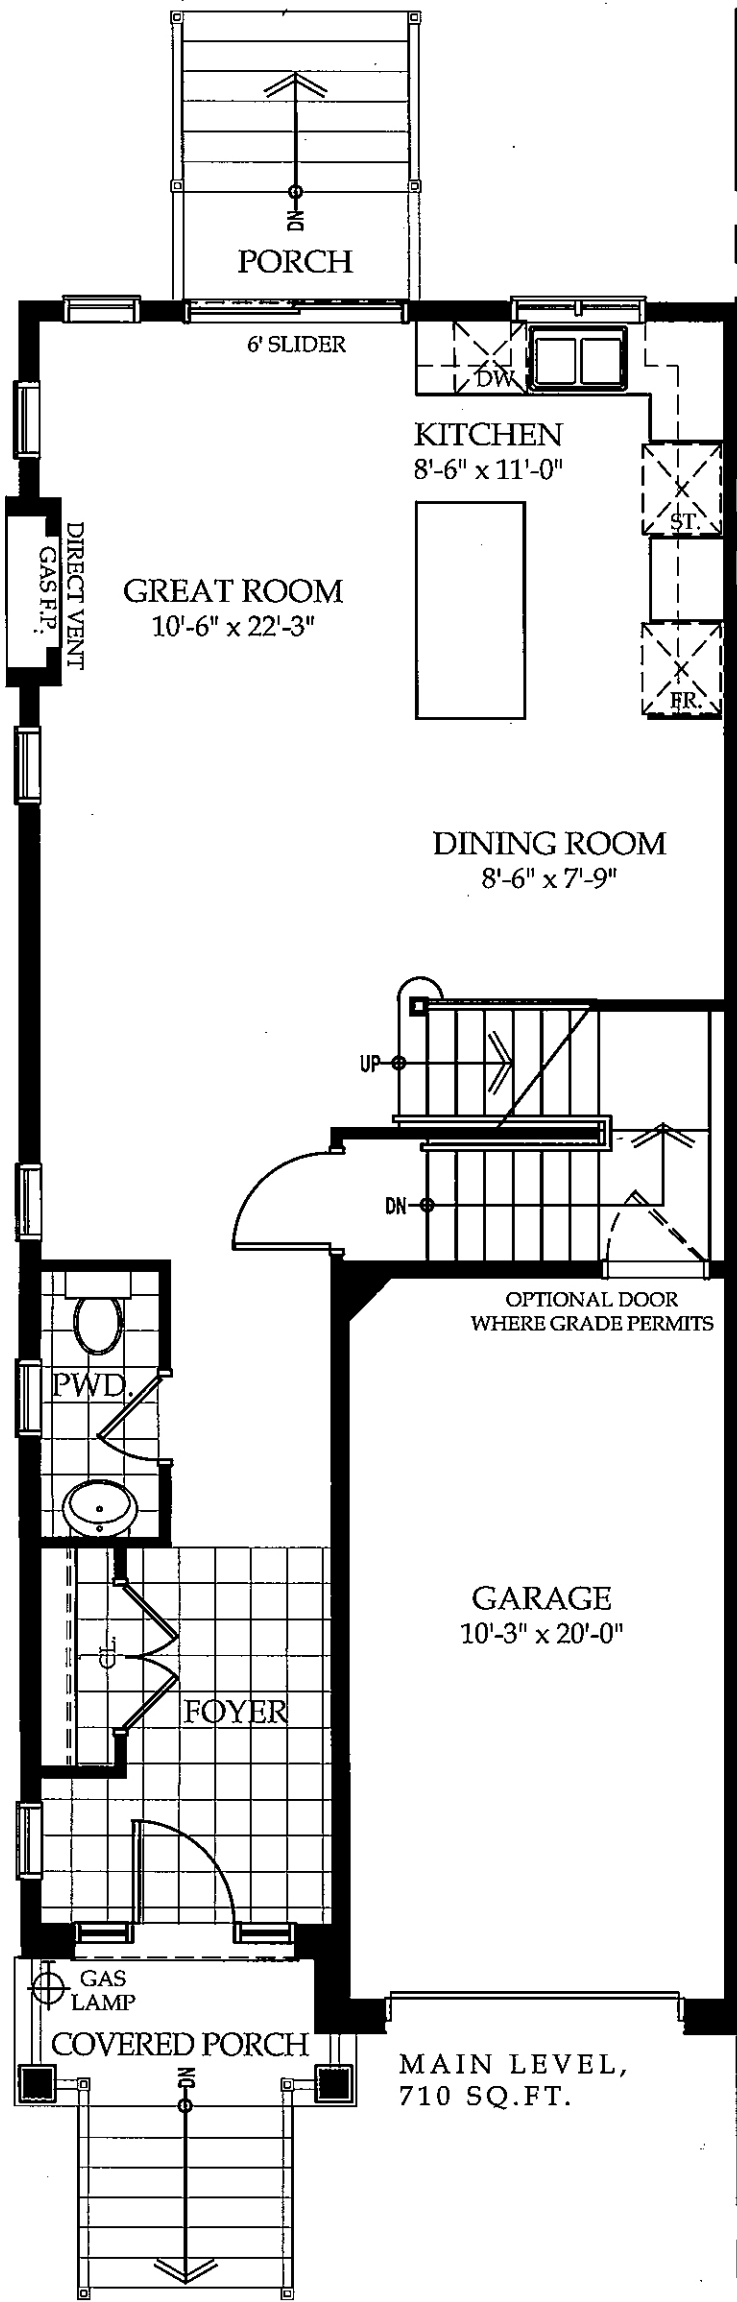 DN
PORCH
6' SLIDER
DW
KITCHEN
8'-6" x 11'-0"
ST.
DIRECT VENT
GAS F.P.:
GREAT ROOM
10'-6" x 22'-3"
FR.
DINING ROOM
8'-6" x 7'-9"
UP
DN
OPTIONAL DOOR
WHERE GRADE PERMITS
PWD.
GARAGE
10'-3" x 20'-0"
CL.
FOYER
GAS
LAMP
COVERED PORCH
DN
MAIN LEVEL,
710 SQ.FT.